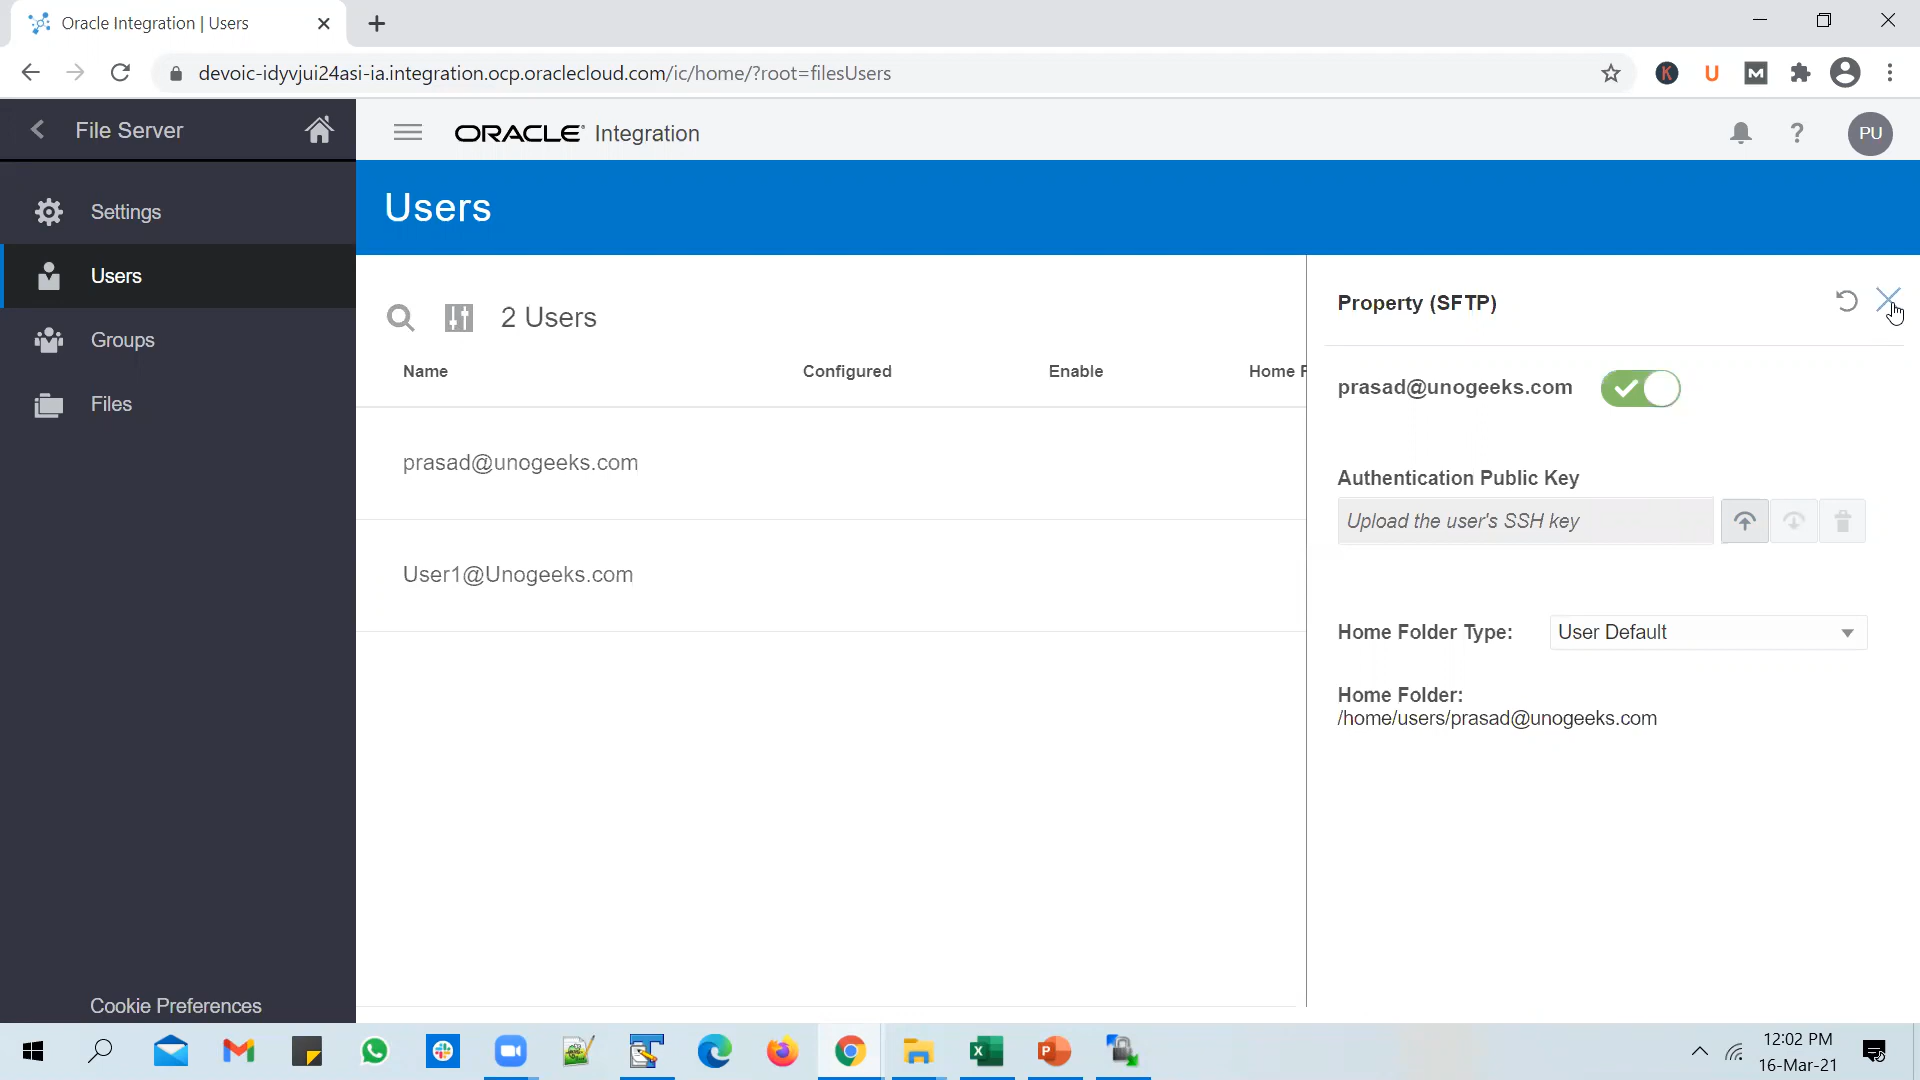 Oracle Integration | Users
devoic-idyvjui24asi-ia.integration.ocp.oraclecloud.com/ic/home/?root=filesUsers
K U M
File Server
ORACLE Integration
? PU
Settings
Users
Users
Groups
Files
2 Users
Name Configured Enable Home F
prasad@unogeeks.com
User1@Unogeeks.com
Property (SFTP)
prasad@unogeeks.com
Authentication Public Key
Upload the user's SSH key
Home Folder Type: User Default
Home Folder:
/home/users/prasad@unogeeks.com
Cookie Preferences
12:02 PM
16-Mar-21